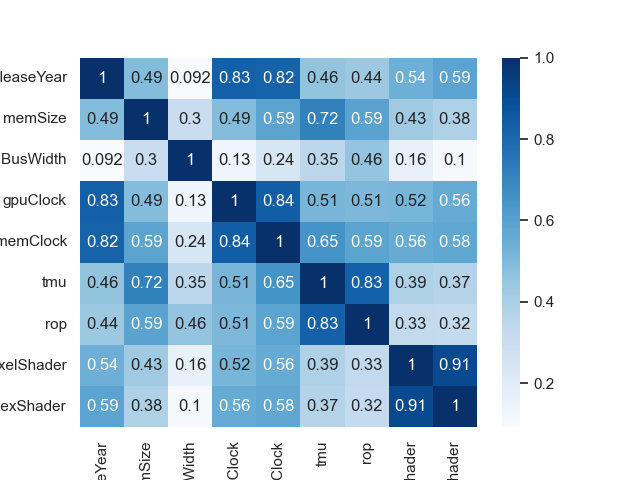 leaseYear 1 0.49 0.092 0.83 0.82 0.46 0.44 0.54 0.59
memSize 0.49 1 0.3 0.49 0.59 0.72 0.59 0.43 0.38
BusWidth 0.092 0.3 1 0.13 0.24 0.35 0.46 0.16 0.1
gpuClock 0.83 0.49 0.13 1 0.84 0.51 0.51 0.52 0.56
memClock 0.82 0.59 0.24 0.84 1 0.65 0.59 0.56 0.58
tmu 0.46 0.72 0.35 0.51 0.65 1 0.83 0.39 0.37
rop 0.44 0.59 0.46 0.51 0.59 0.83 1 0.33 0.32
xelShader 0.54 0.43 0.16 0.52 0.56 0.39 0.33 1 0.91
texShader 0.59 0.38 0.1 0.56 0.58 0.37 0.32 0.91 1
eYear mSize Width Clock Clock tmu rop hader hader
1.0
0.8
0.6
0.4
0.2